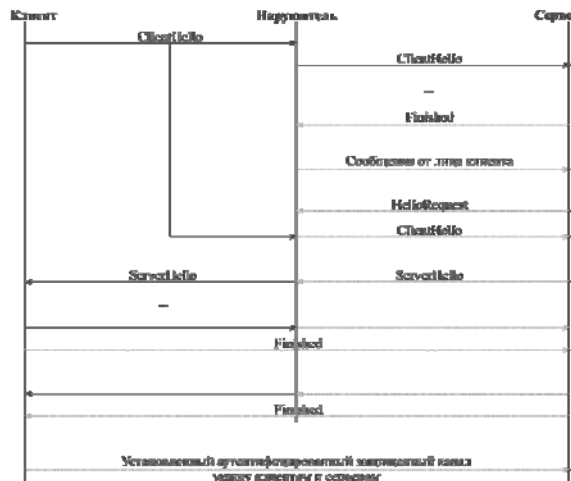 Клиент Нарушитель Сервер
ClientHello
ClientHello
...
Finished
Сообщения от лица клиента
HelloRequest
ClientHello
ServerHello ServerHello
...
Finished
Finished
Установленный аутентифицированный защищенный канал
между клиентом и сервером